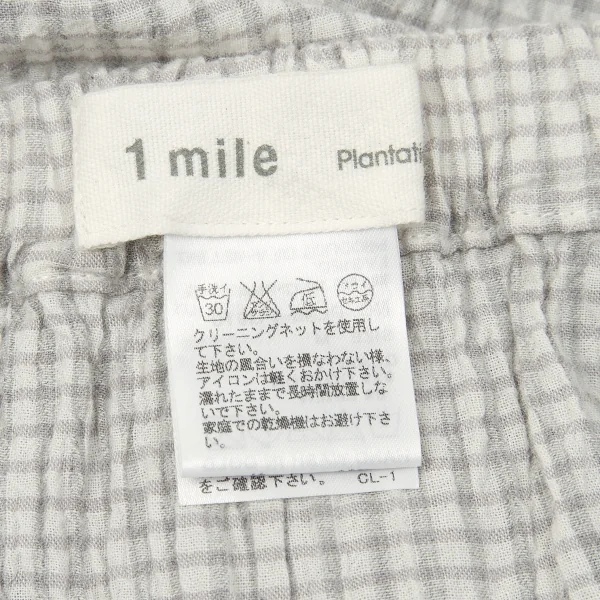 1 mile
Plantati
手洗イ
30
低
クリーニングネットを使用し
て下さい。
生地の風合いを損なわない様、
アイロンは軽くおかけ下さい。
濡れたままで長時間放置しな
いで下さい。
家庭での乾燥機はお避け下さ
い。
をご確認下さい。 CL-1